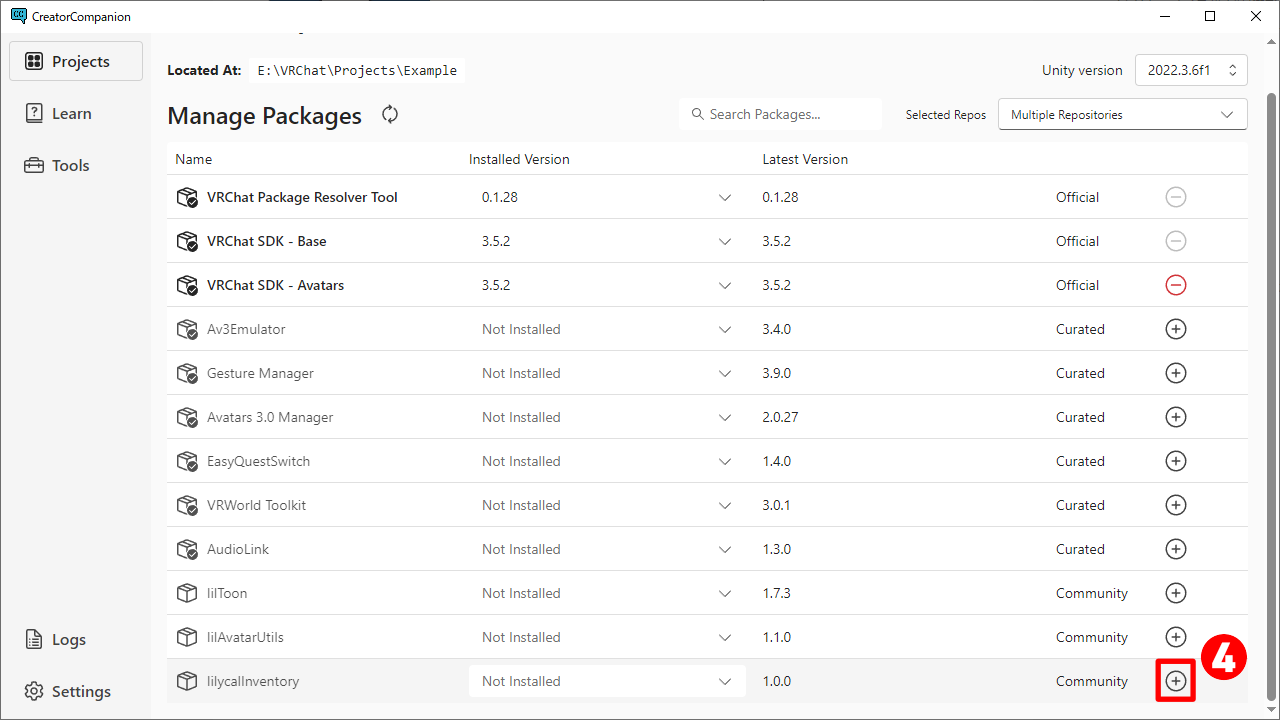 CC CreatorCompanion
Projects
Learn
Tools
Logs
Settings
Located At: E:\VRChat\Projects\Example
Unity version 2022.3.6f1
Manage Packages
Search Packages...
Selected Repos Multiple Repositories
Name Installed Version Latest Version
VRChat Package Resolver Tool 0.1.28 0.1.28 Official
VRChat SDK - Base 3.5.2 3.5.2 Official
VRChat SDK - Avatars 3.5.2 3.5.2 Official
Av3Emulator Not Installed 3.4.0 Curated
Gesture Manager Not Installed 3.9.0 Curated
Avatars 3.0 Manager Not Installed 2.0.27 Curated
EasyQuestSwitch Not Installed 1.4.0 Curated
VRWorld Toolkit Not Installed 3.0.1 Curated
AudioLink Not Installed 1.3.0 Curated
lilToon Not Installed 1.7.3 Community
lilAvatarUtils Not Installed 1.1.0 Community
lilycalInventory Not Installed 1.0.0 Community
4